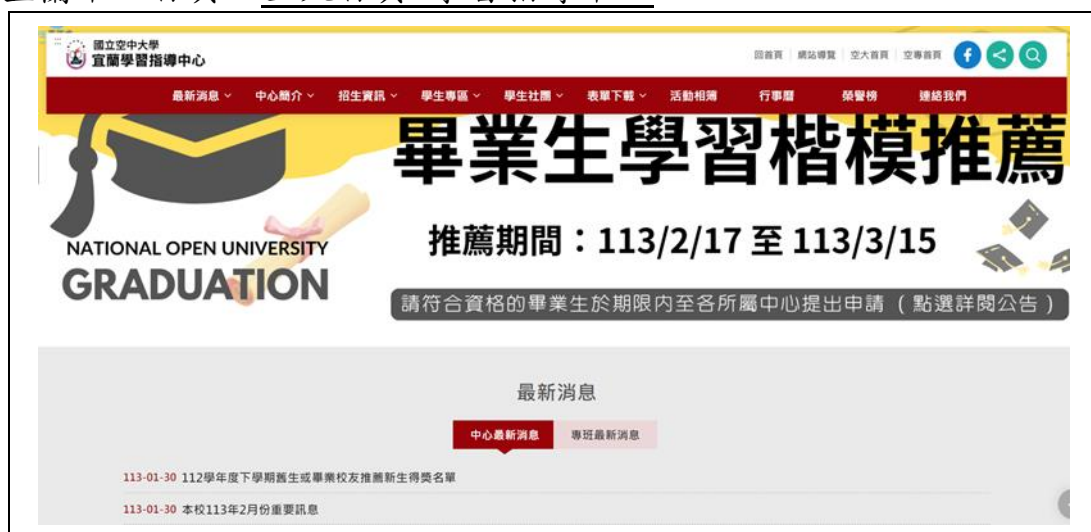 國立空中大學
宜蘭學習指導中心
回首頁 網站導覽 空大首頁 空專首頁
最新消息 中心簡介 招生資訊 學生專區 學生社團 表單下載 活動相簿 行事曆 榮譽榜 連絡我們
畢業生學習楷模推薦
推薦期間：113/2/17 至 113/3/15
NATIONAL OPEN UNIVERSITY
GRADUATION
請符合資格的畢業生於期限內至各所屬中心提出申請 ( 點選詳閱公告 )
最新消息
中心最新消息 專班最新消息
113-01-30 112學年度下學期舊生或畢業校友推薦新生得獎名單
113-01-30 本校113年2月份重要訊息